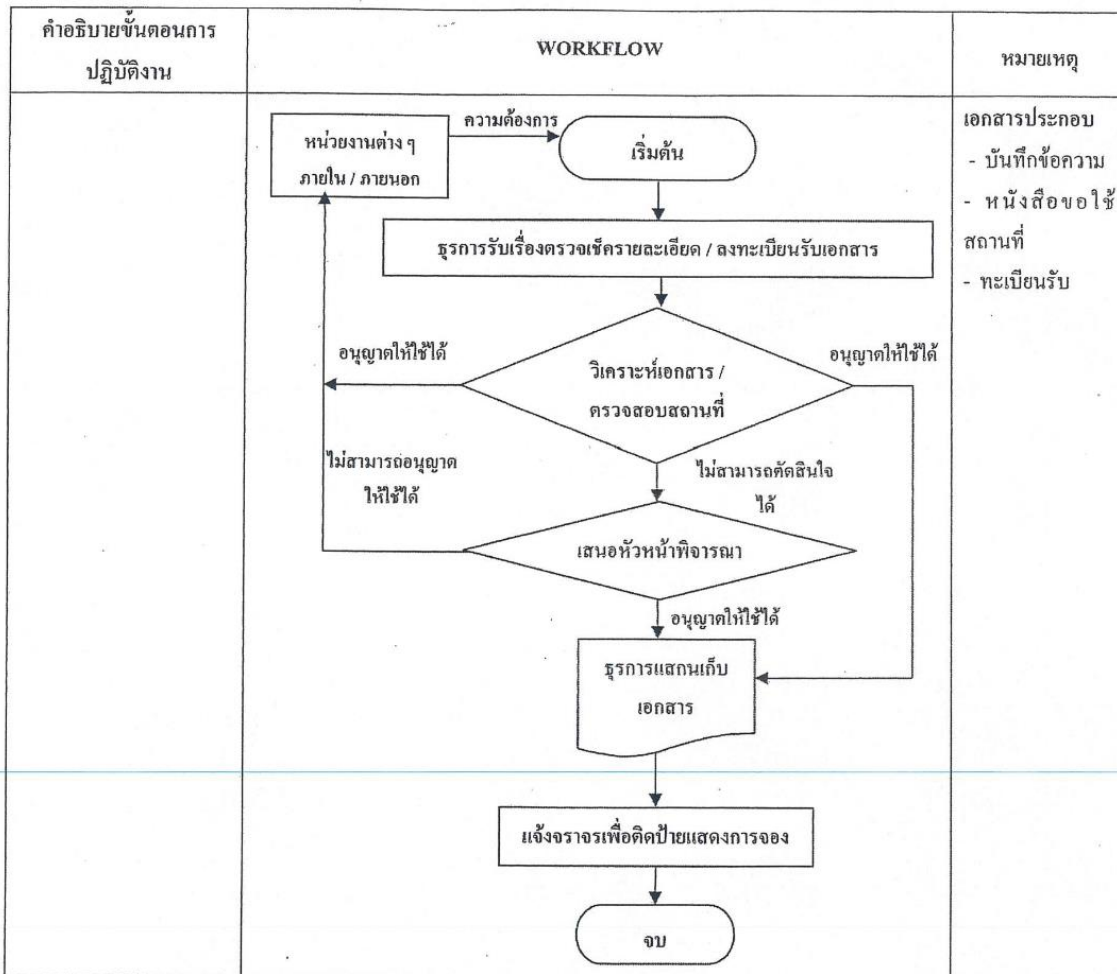 คำอธิบายขั้นตอนการ
ปฏิบัติงาน
WORKFLOW
หมายเหตุ
หน่วยงานต่าง ๆ
ภายใน / ภายนอก
ความต้องการ
เริ่มต้น
ธุรการรับเรื่องตรวจเช็ครายละเอียด / ลงทะเบียนรับเอกสาร
อนุญาตให้ใช้ได้
วิเคราะห์เอกสาร /
ตรวจสอบสถานที่
อนุญาตให้ใช้ได้
ไม่สามารถอนุญาต
ให้ใช้ได้
ไม่สามารถตัดสินใจ
ได้
เสนอหัวหน้าพิจารณา
อนุญาตให้ใช้ได้
ธุรการแสกนเก็บ
เอกสาร
แจ้งจราจรเพื่อติดป้ายแสดงการจอง
จบ
เอกสารประกอบ
- บันทึกข้อความ
- หนังสือขอใช้
สถานที่
- ทะเบียนรับ